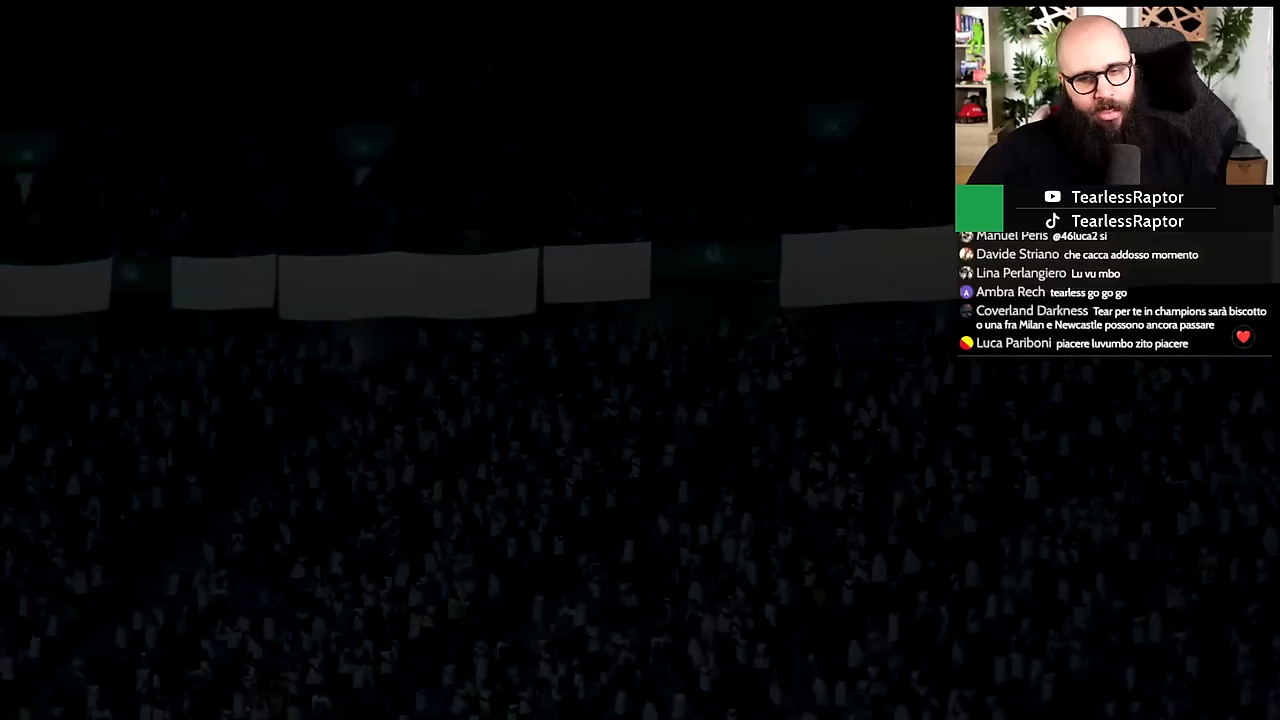 TearlessRaptor
TearlessRaptor
Manuel Peris @46luca2 si
Davide Striano che cacca addosso momento
Lina Perlangiero Lu vu mbo
A Ambra Rech tearless go go go
Coverland Darkness Tear per te in champions sarà biscotto
o una fra Milan e Newcastle possono ancora passare
Luca Pariboni piacere luvumbo zito piacere